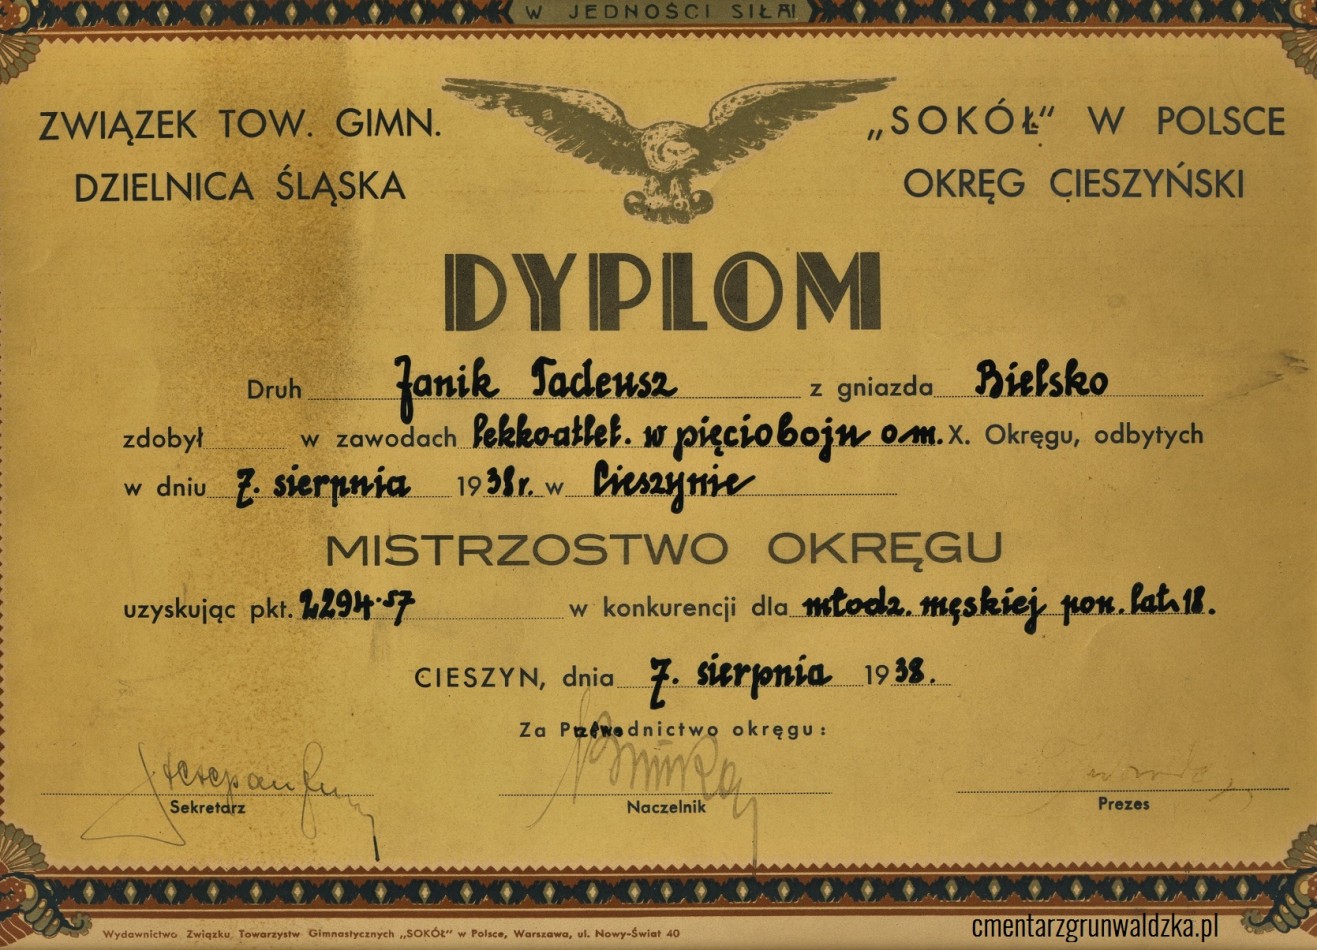 W JEDNOŚCI SIŁA!
ZWIĄZEK TOW. GIMN. „SOKÓŁ" W POLSCE
DZIELNICA ŚLĄSKA OKRĘG CIESZYŃSKI
DYPLOM
Druh Janik Tadeusz z gniazda Bielsko
zdobył w zawodach lekkoatlet. w pięcioboju o m. X. Okręgu, odbytych
w dniu 7. sierpnia 1938r. w Cieszynie
MISTRZOSTWO OKRĘGU
uzyskując pkt. 2294.57 w konkurencji dla młodz. męskiej pon. lat 18.
CIESZYN, dnia 7. sierpnia 1938.
Za okręgu:
Sekretarz Naczelnik Prezes
Wydawnictwo Związku Towarzystw Gimnastycznych „SOKÓŁ" w Polsce, Warszawa, ul. Nowy-Świat 40
cmentarzgrunwaldzka.pl